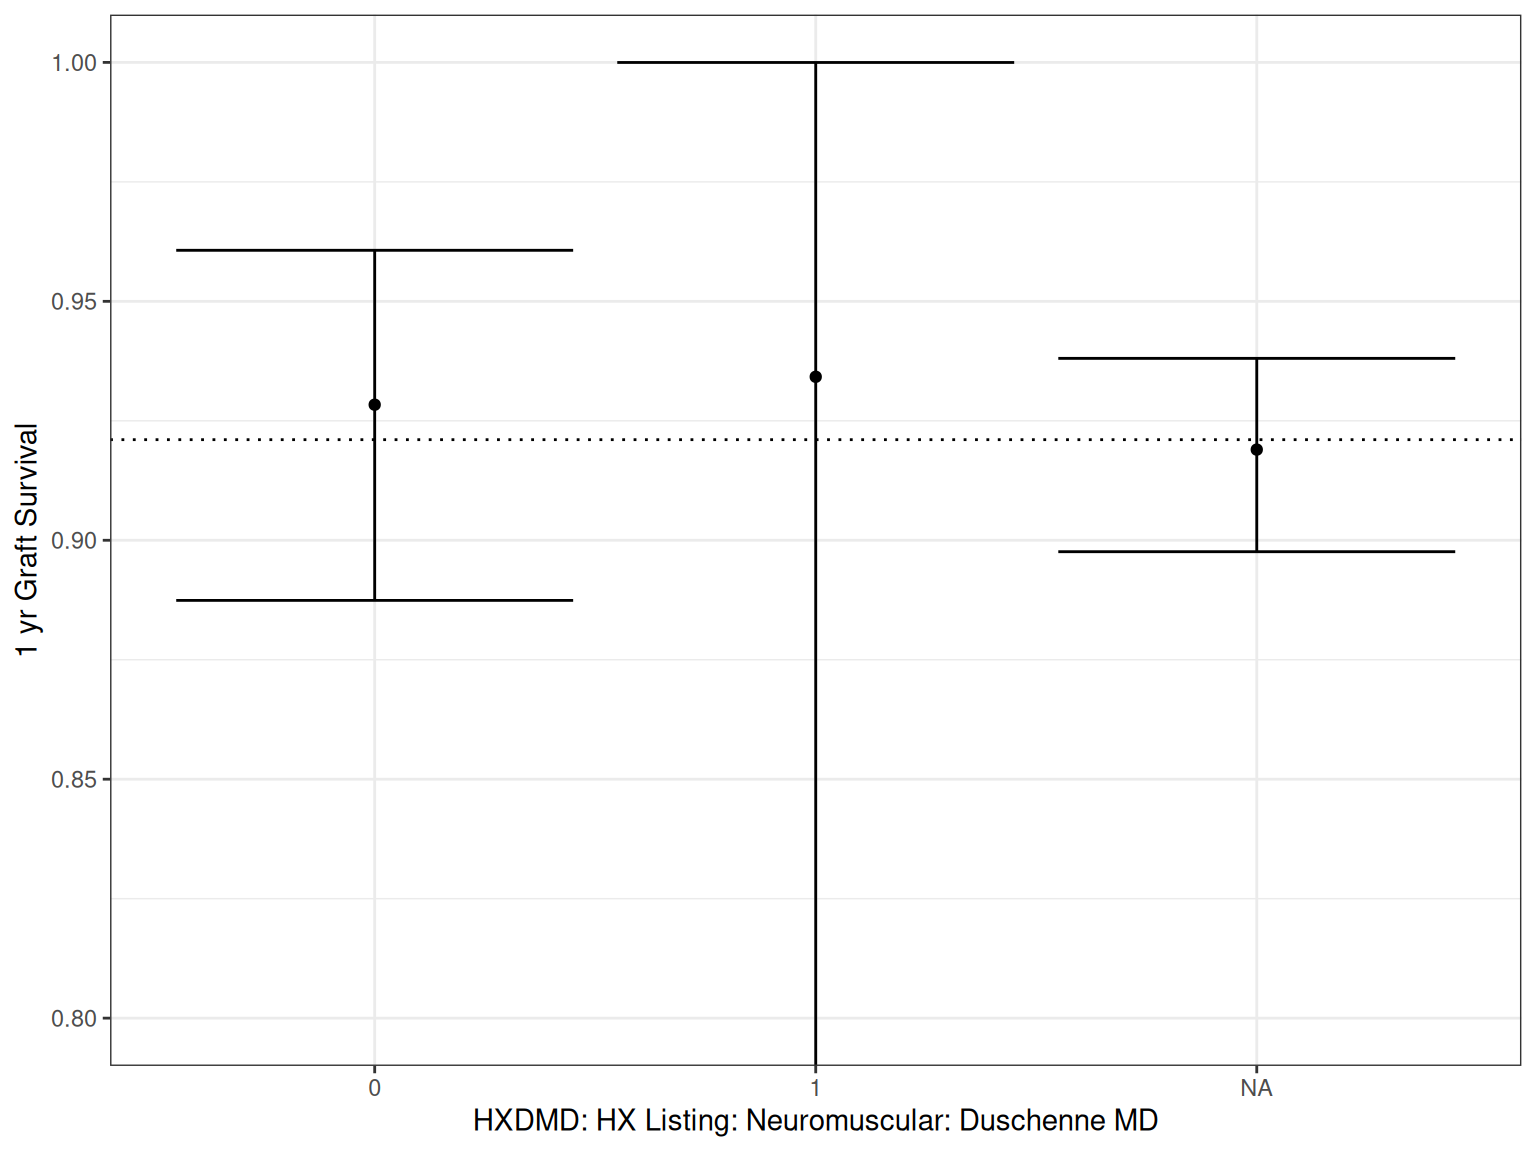 1.00
0.95
0.90
0.85
0.80
1 yr Graft Survival
0
1
NA
HXDMD: HX Listing: Neuromuscular: Duschenne MD